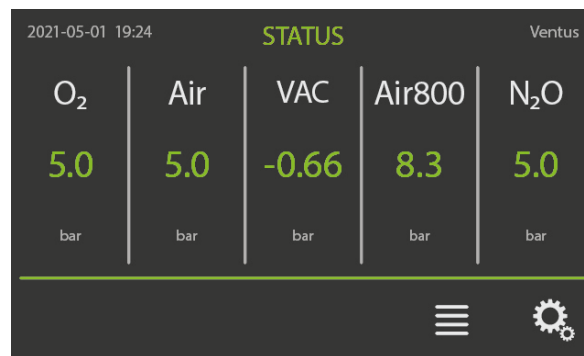 2021-05-01 19:24 STATUS Ventus
O₂ Air VAC Air800 N₂O
5.0 5.0 -0.66 8.3 5.0
bar bar bar bar bar